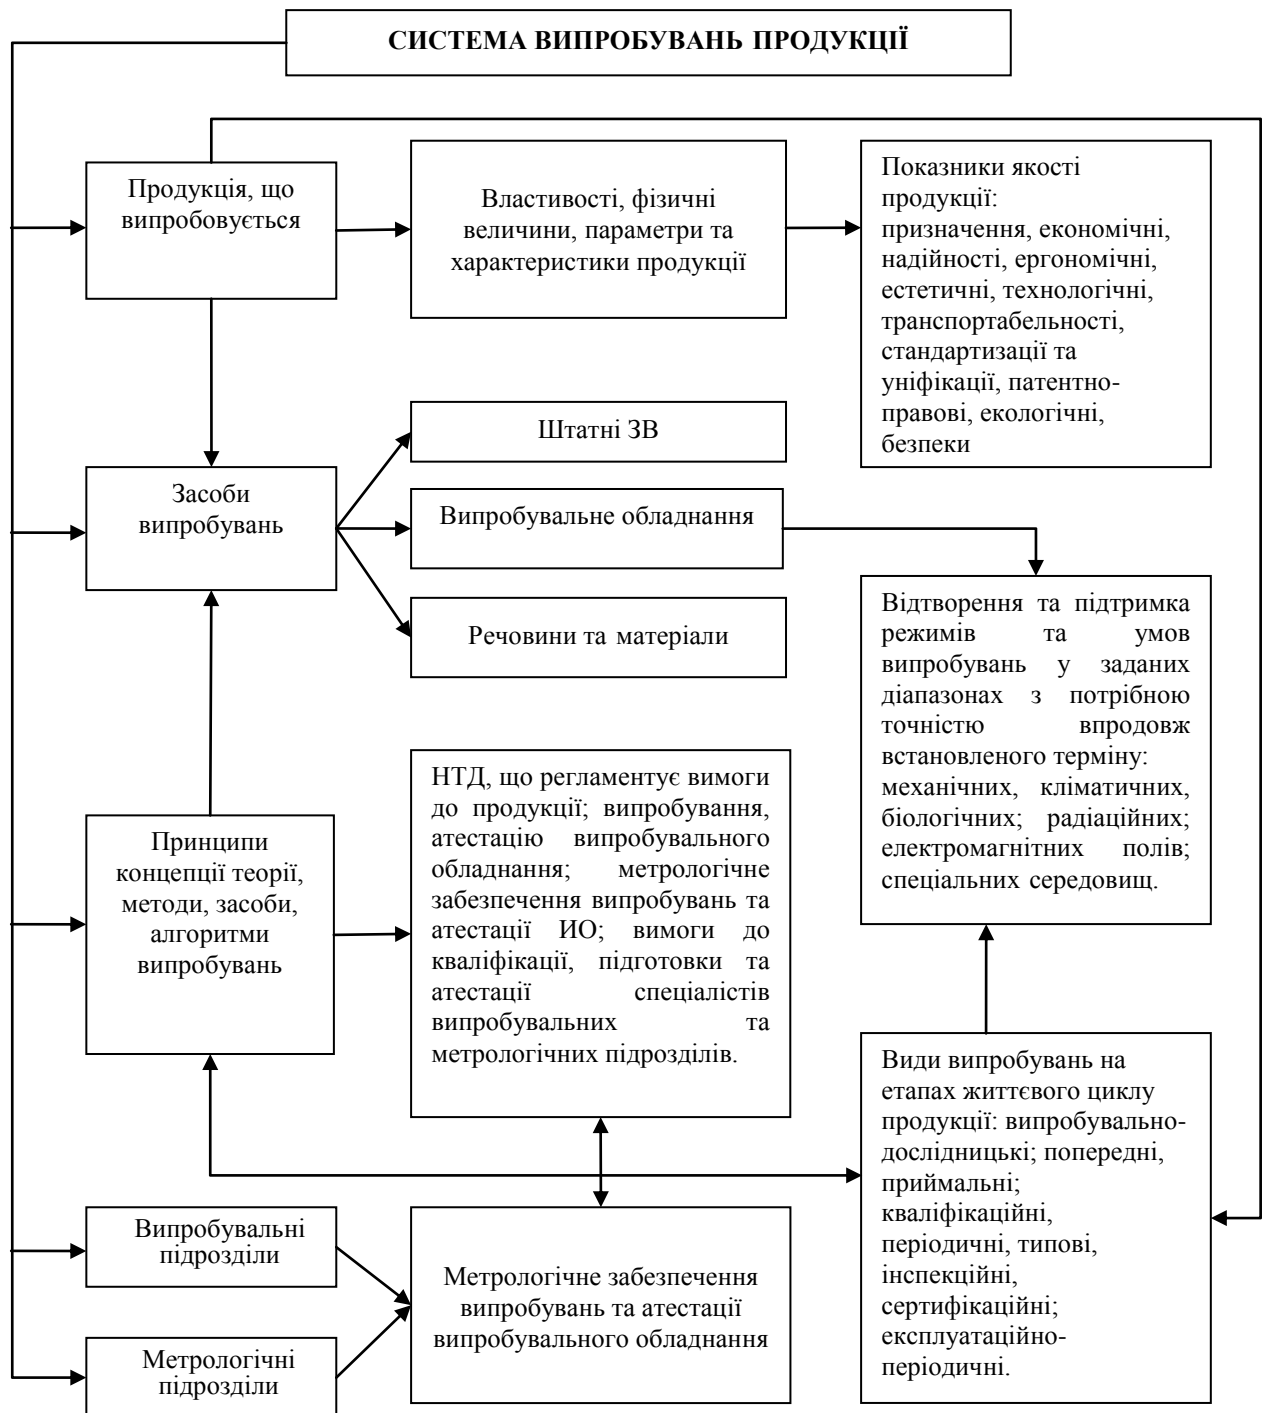 СИСТЕМА ВИПРОБУВАНЬ ПРОДУКЦІЇ
Продукція, що
випробовується
Властивості, фізичні
величини, параметри та
характеристики продукції
Показники якості
продукції:
призначення, економічні,
надійності, ергономічні,
естетичні, технологічні,
транспортабельності,
стандартизації та
уніфікації, патентно-
правові, екологічні,
безпеки
Засоби
випробувань
Штатні ЗВ
Випробувальне обладнання
Речовини та матеріали
Відтворення та підтримка
режимів та умов
випробувань у заданих
діапазонах з потрібною
точністю впродовж
встановленого терміну:
механічних, кліматичних,
біологічних; радіаційних;
електромагнітних полів;
спеціальних середовищ.
Принципи
концепції теорії,
методи, засоби,
алгоритми
випробувань
НТД, що регламентує вимоги
до продукції; випробування,
атестацію випробувального
обладнання; метрологічне
забезпечення випробувань та
атестації ИО; вимоги до
кваліфікації, підготовки та
атестації спеціалістів
випробувальних та
метрологічних підрозділів.
Види випробувань на
етапах життєвого циклу
продукції: випробувально-
дослідницькі; попередні,
приймальні;
кваліфікаційні,
періодичні, типові,
інспекційні,
сертифікаційні;
експлуатаційно-
періодичні.
Випробувальні
підрозділи
Метрологічні
підрозділи
Метрологічне забезпечення
випробувань та атестації
випробувального обладнання